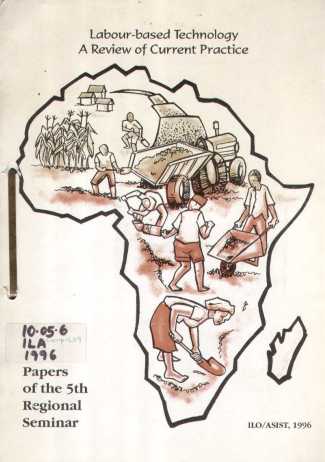 Labour-based Technology
A Review of Current Practice
10.05.6
ILA
1996
Papers
of the 5th
Regional
Seminar
ILO/ASIST, 1996